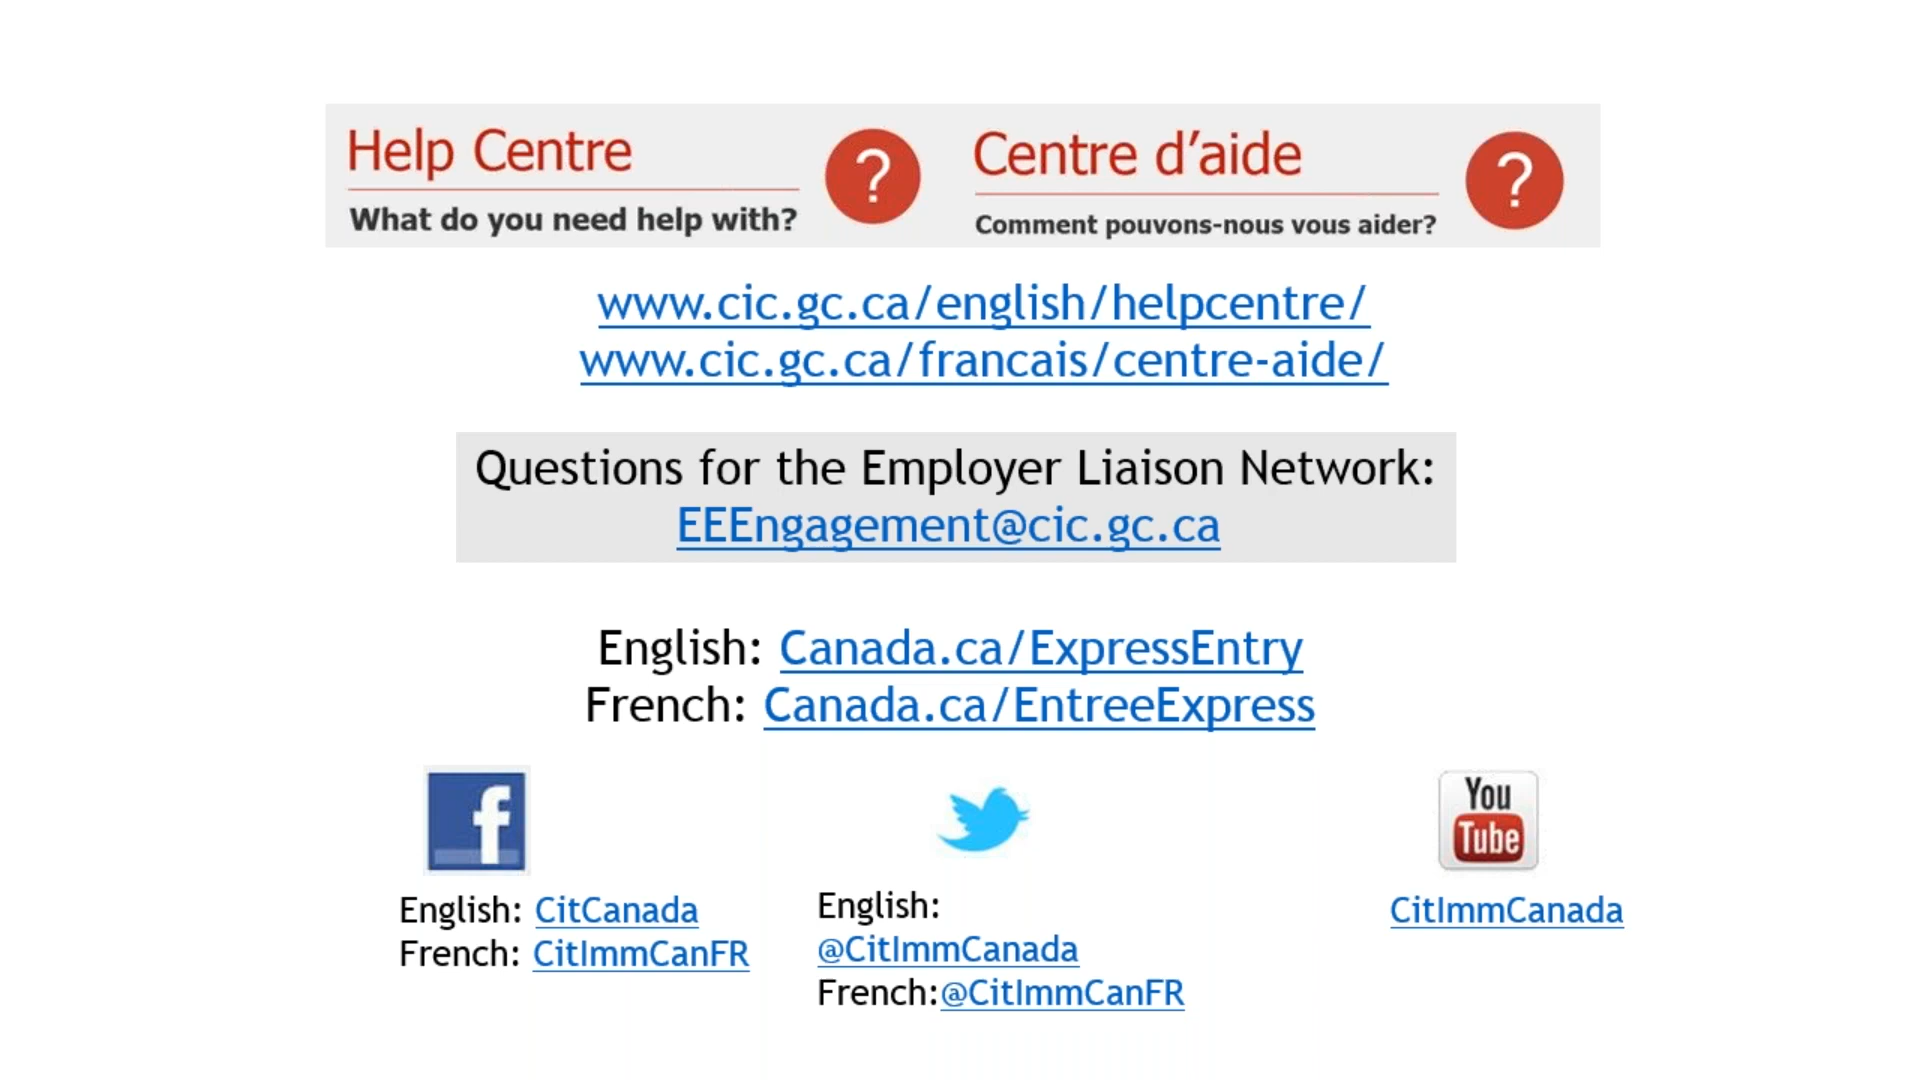 Help Centre
?
What do you need help with?
Centre d’aide
?
Comment pouvons-nous vous aider?
www.cic.gc.ca/english/helpcentre/
www.cic.gc.ca/francais/centre-aide/
Questions for the Employer Liaison Network:
EEEngagement@cic.gc.ca
English: Canada.ca/ExpressEntry
French: Canada.ca/EntreeExpress
f
English: CitCanada
French: CitImmCanFR
English:
@CitImmCanada
French:@CitImmCanFR
You
Tube
CitImmCanada